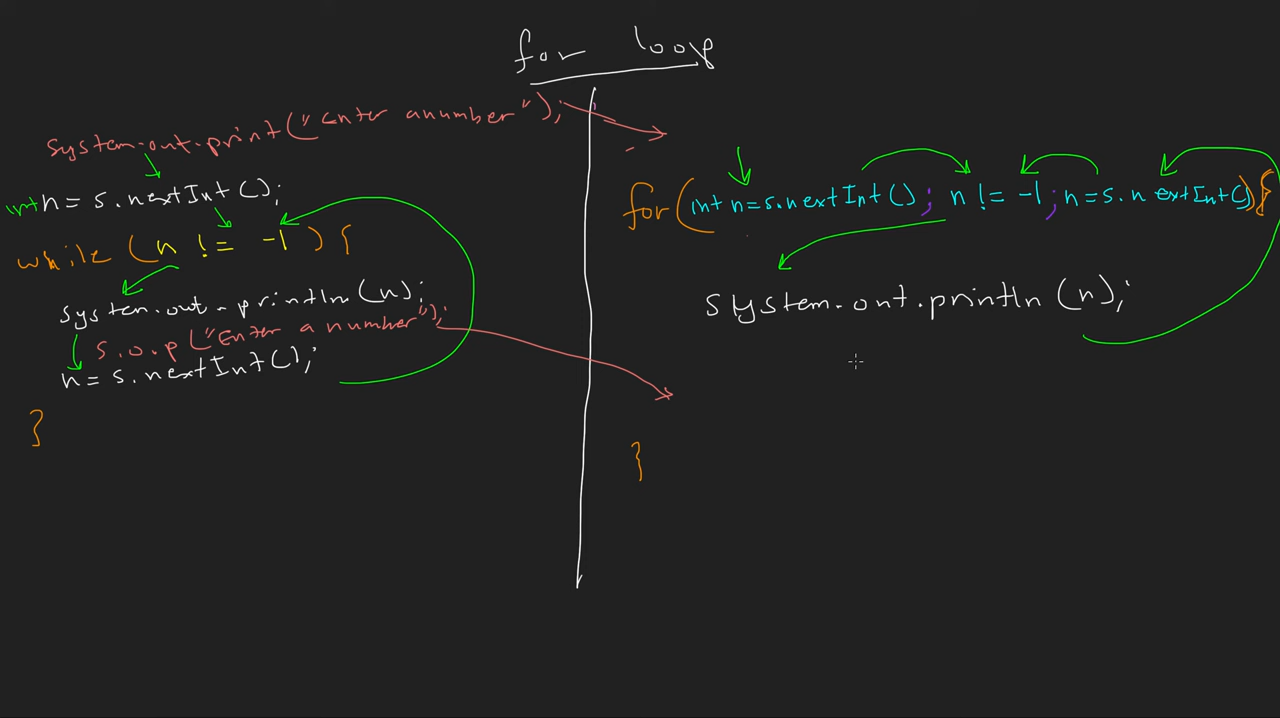 for loop
system.out.print("Enter a number");
int n = s.nextInt();
while (n != -1) {
system.out.println(n);
s.o.p("Enter a number");
n = s.nextInt();
}
for(int n=s.nextInt(); n != -1; n=s.nextInt()){
system.out.println(n);
}